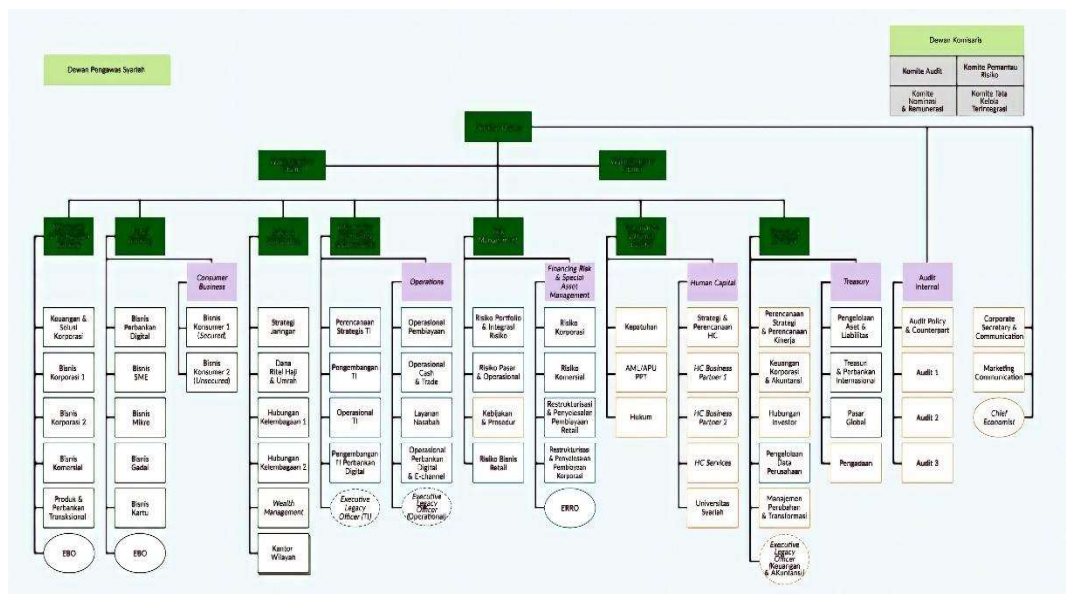 Dewan Komisaris
Dewan Pengawas Syariah
Komite Audit
Komite Pemantau
Risiko
Komite
Nominasi
& Remunerasi
Komite Tata
Kelola
Terintegrasi
Management
Consumer
Business
Operations
Financing Risk
& Special
Asset
Management
Human Capital
Treasury
Audit
Internal
Keuangan &
Solusi
Korporasi
Bisnis
Korporasi 1
Bisnis
Korporasi 2
Bisnis
Komersial
Produk &
Perbankan
Transaksional
EBO
Bisnis
Perbankan
Digital
Bisnis
SME
Bisnis
Mikro
Bisnis
Gadai
Bisnis
Kartu
EBO
Bisnis
Konsumer 1
(Secured)
Bisnis
Konsumer 2
(Unsecured)
Strategi
Jaringan
Dana
Ritel Haji
& Umrah
Hubungan
Kelembagaan 1
Hubungan
Kelembagaan 2
Wealth
Management
Kantor
Wilayah
Perencanaan
Strategis TI
Pengembangan
TI
Operasional
TI
Pengembangan
TI Perbankan
Digital
Executive
Legacy
Officer (TI)
Operasional
Pembiayaan
Operasional
Cash
& Trade
Layanan
Nasabah
Operasional
Perbankan
Digital
& E-channel
Executive
Legacy
Officer
(Operational)
Risiko Portfolio
& Integrasi
Risiko
Risiko Pasar
& Operasional
Kebijakan
& Prosedur
Risiko Bisnis
Retail
Risiko
Korporasi
Risiko
Komersial
Restrukturisasi
& Penyelesaian
Pembiayaan
Retail
Restrukturisasi
& Penyelesaian
Pembiayaan
Korporasi
ERRO
Kepatuhan
AML/APU
PPT
Hukum
Strategi &
Perencanaan
HC
HC Business
Partner 1
HC Business
Partner 2
HC Services
Universitas
Syariah
Perencanaan
Strategi
& Perencanaan
Kinerja
Keuangan
Korporasi
& Akuntansi
Hubungan
Investor
Pengelolaan
Data
Perusahaan
Manajemen
Perubahan
& Transformasi
Executive
Legacy
Officer
(Keuangan
& AKuntansi)
Pengelolaan
Aset &
Liabilitas
Treasuri
& Perbankan
Internasional
Pasar
Global
Pengadaan
Audit Policy
& Counterpart
Audit 1
Audit 2
Audit 3
Corporate
Secretary &
Communication
Marketing
Communication
Chief
Economist